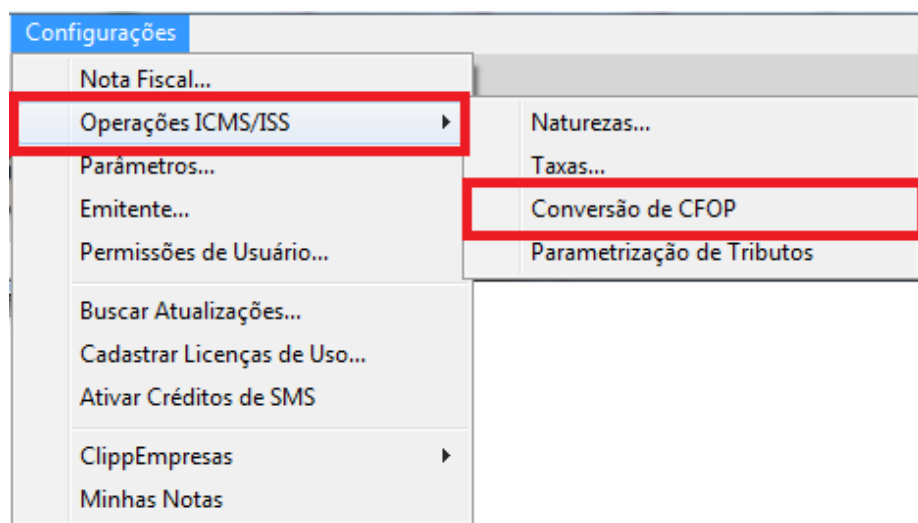 Configurações
Nota Fiscal...
Operações ICMS/ISS
Parâmetros...
Emitente...
Permissões de Usuário...
Buscar Atualizações...
Cadastrar Licenças de Uso...
Ativar Créditos de SMS
ClippEmpresas
Minhas Notas
Naturezas...
Taxas...
Conversão de CFOP
Parametrização de Tributos